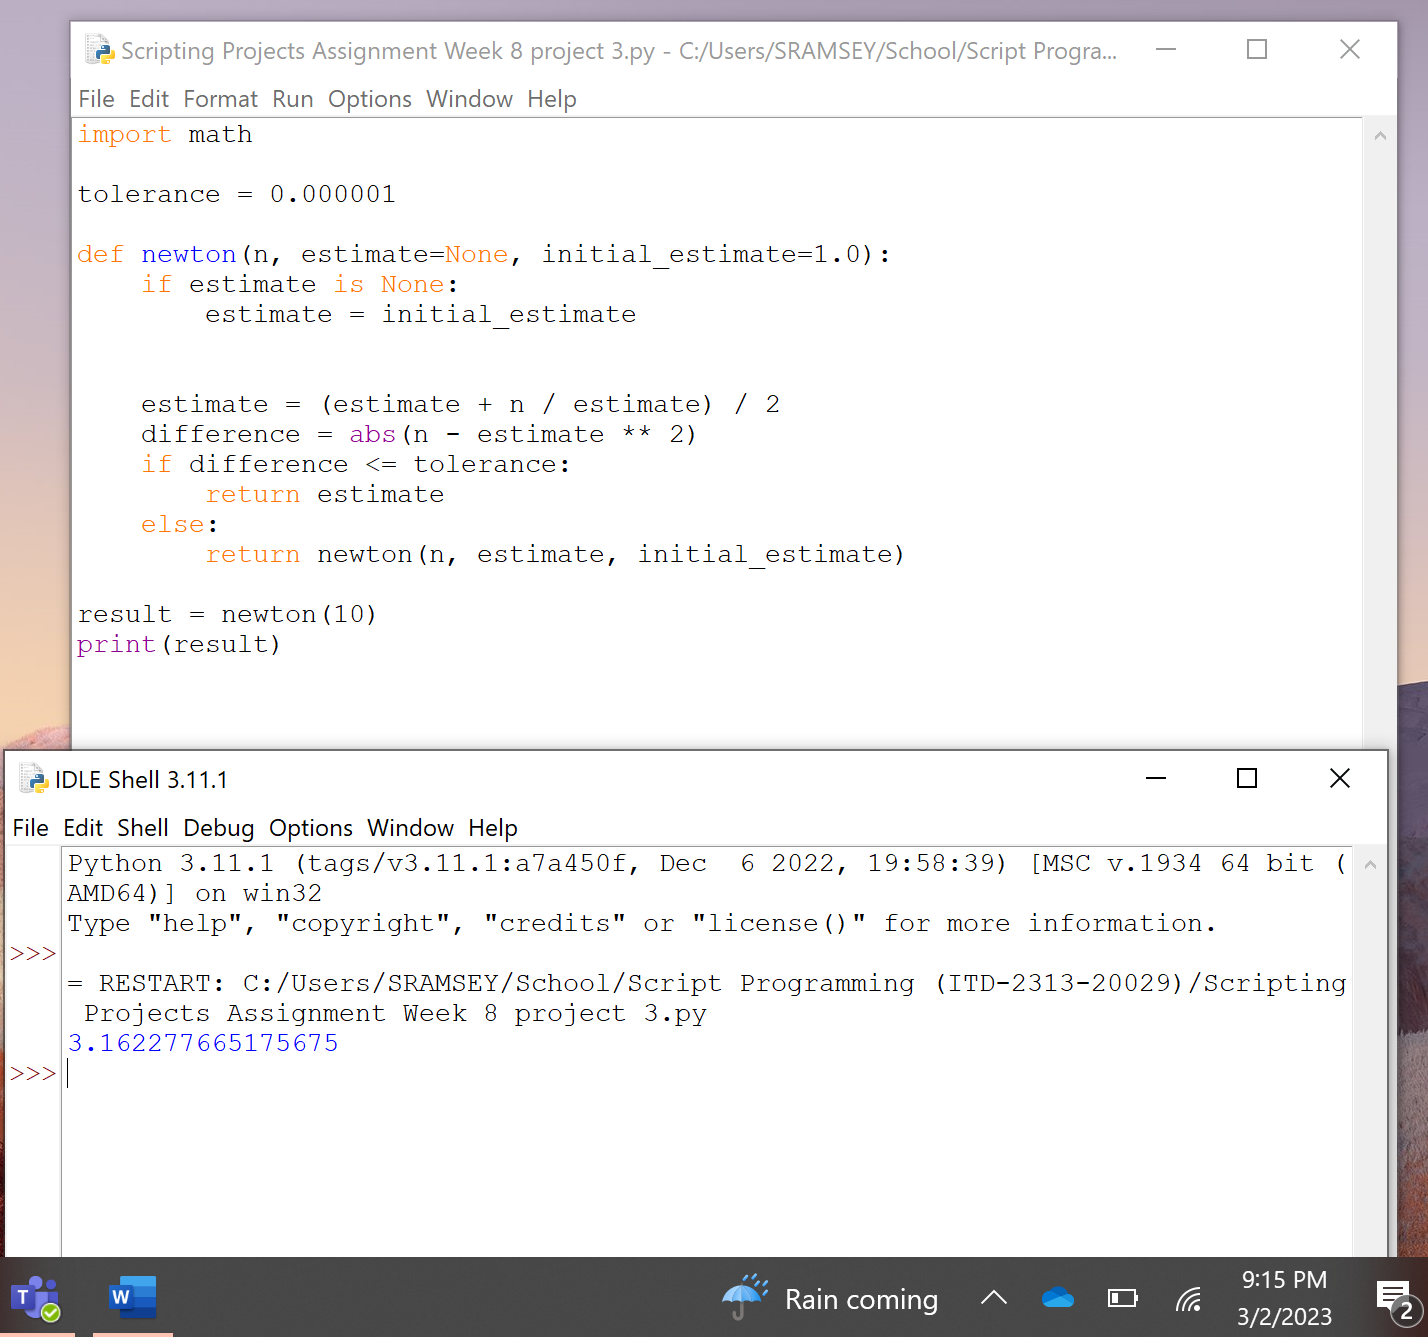 Scripting Projects Assignment Week 8 project 3.py - C:/Users/SRAMSEY/School/Script Progra...
File Edit Format Run Options Window Help
import math
tolerance = 0.000001
def newton(n, estimate=None, initial_estimate=1.0):
    if estimate is None:
        estimate = initial_estimate
    estimate = (estimate + n / estimate) / 2
    difference = abs(n - estimate ** 2)
    if difference <= tolerance:
        return estimate
    else:
        return newton(n, estimate, initial_estimate)
result = newton(10)
print(result)
IDLE Shell 3.11.1
File Edit Shell Debug Options Window Help
Python 3.11.1 (tags/v3.11.1:a7a450f, Dec  6 2022, 19:58:39) [MSC v.1934 64 bit (
AMD64)] on win32
Type "help", "copyright", "credits" or "license()" for more information.
>>>
= RESTART: C:/Users/SRAMSEY/School/Script Programming (ITD-2313-20029)/Scripting
 Projects Assignment Week 8 project 3.py
3.162277665175675
>>>
T
W
Rain coming
9:15 PM
3/2/2023
2